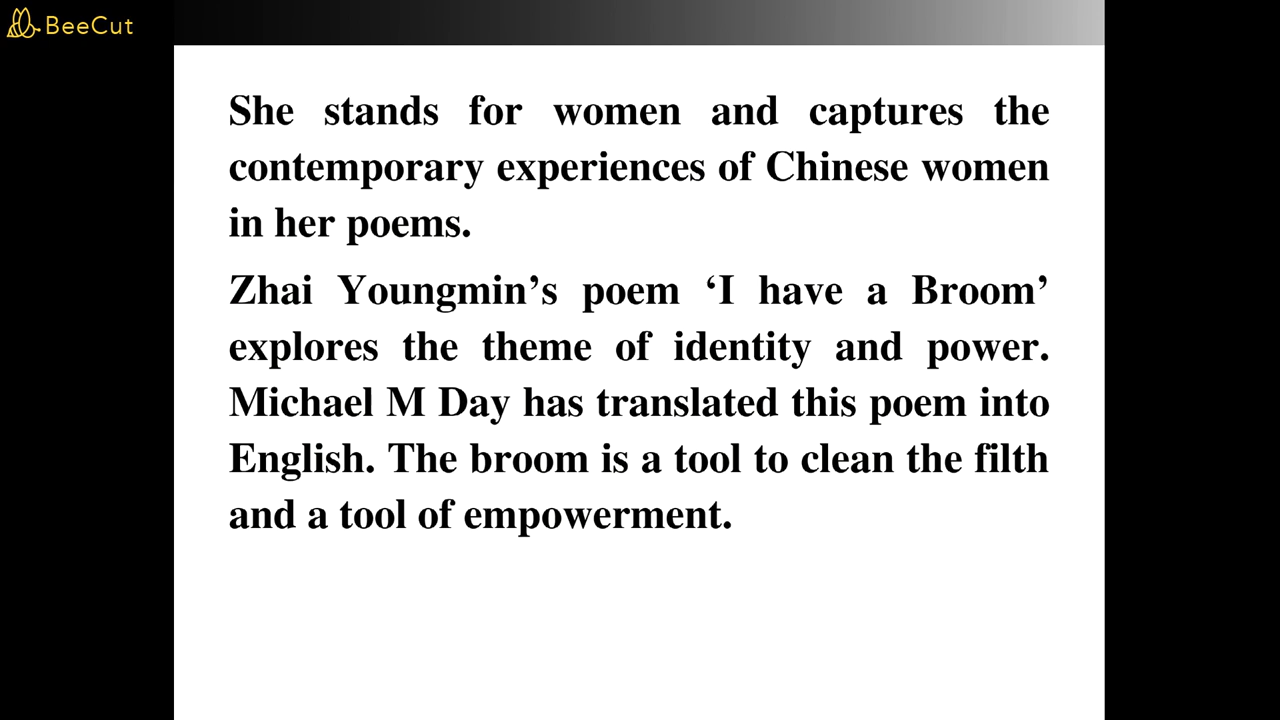 BeeCut
She stands for women and captures the
contemporary experiences of Chinese women
in her poems.
Zhai Youngmin’s poem ‘I have a Broom’
explores the theme of identity and power.
Michael M Day has translated this poem into
English. The broom is a tool to clean the filth
and a tool of empowerment.